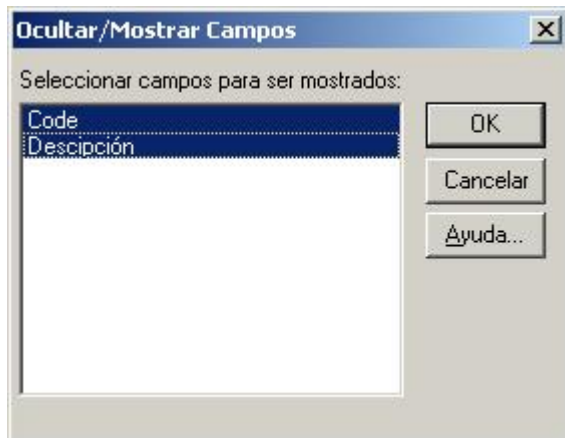 Ocultar/Mostrar Campos
Seleccionar campos para ser mostrados:
Code
Descipción
OK
Cancelar
Ayuda...